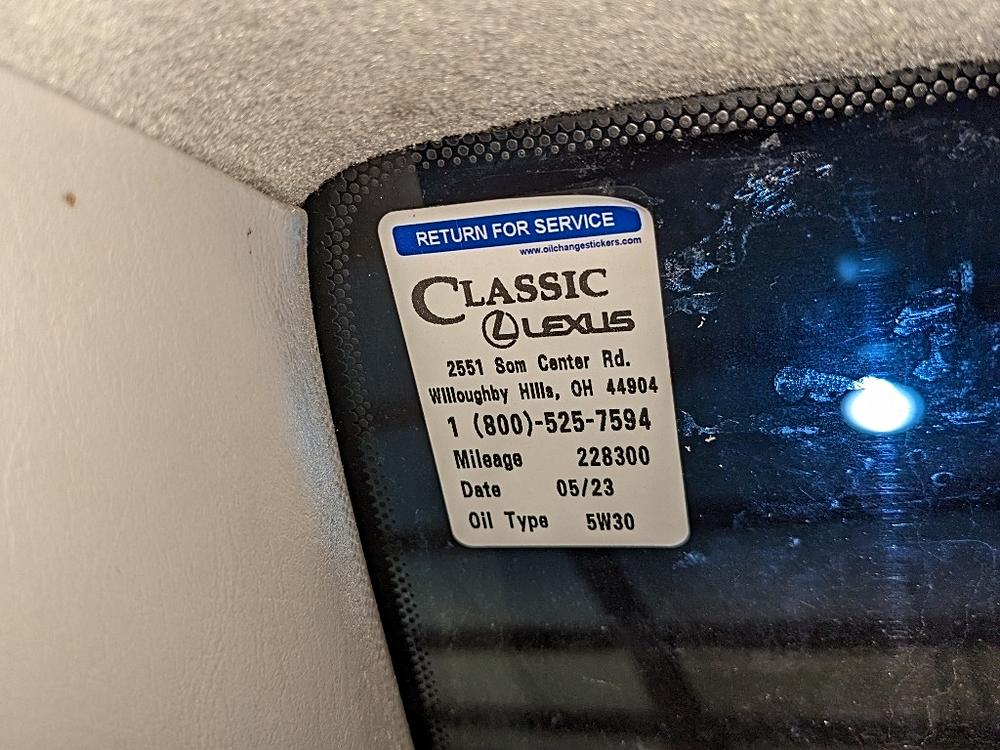 RETURN FOR SERVICE
www.oilchangestickers.com
CLASSIC
LEXUS
2551 Som Center Rd.
Willoughby Hills, OH 44904
1 (800)-525-7594
Mileage 228300
Date 05/23
Oil Type 5W30